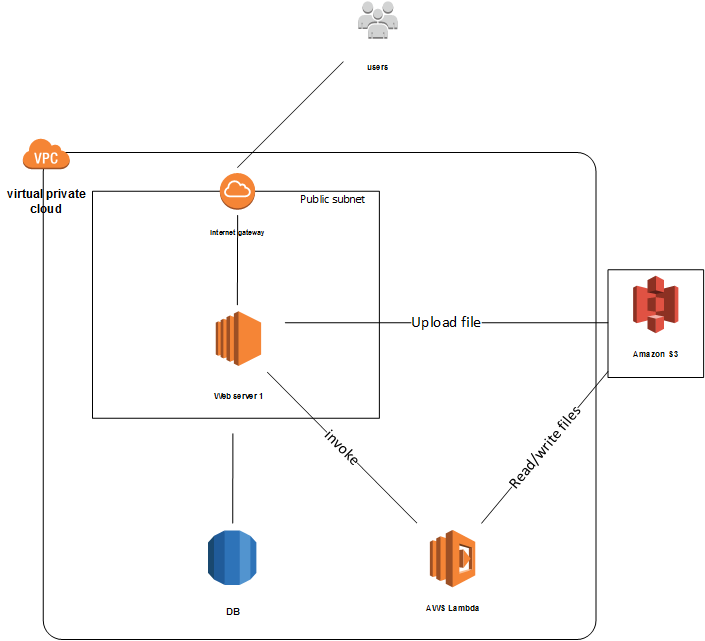 users
VPC
virtual private
cloud
Public subnet
Internet gateway
Upload file
Amazon S3
Web server 1
invoke
Read/write files
DB
AWS Lambda